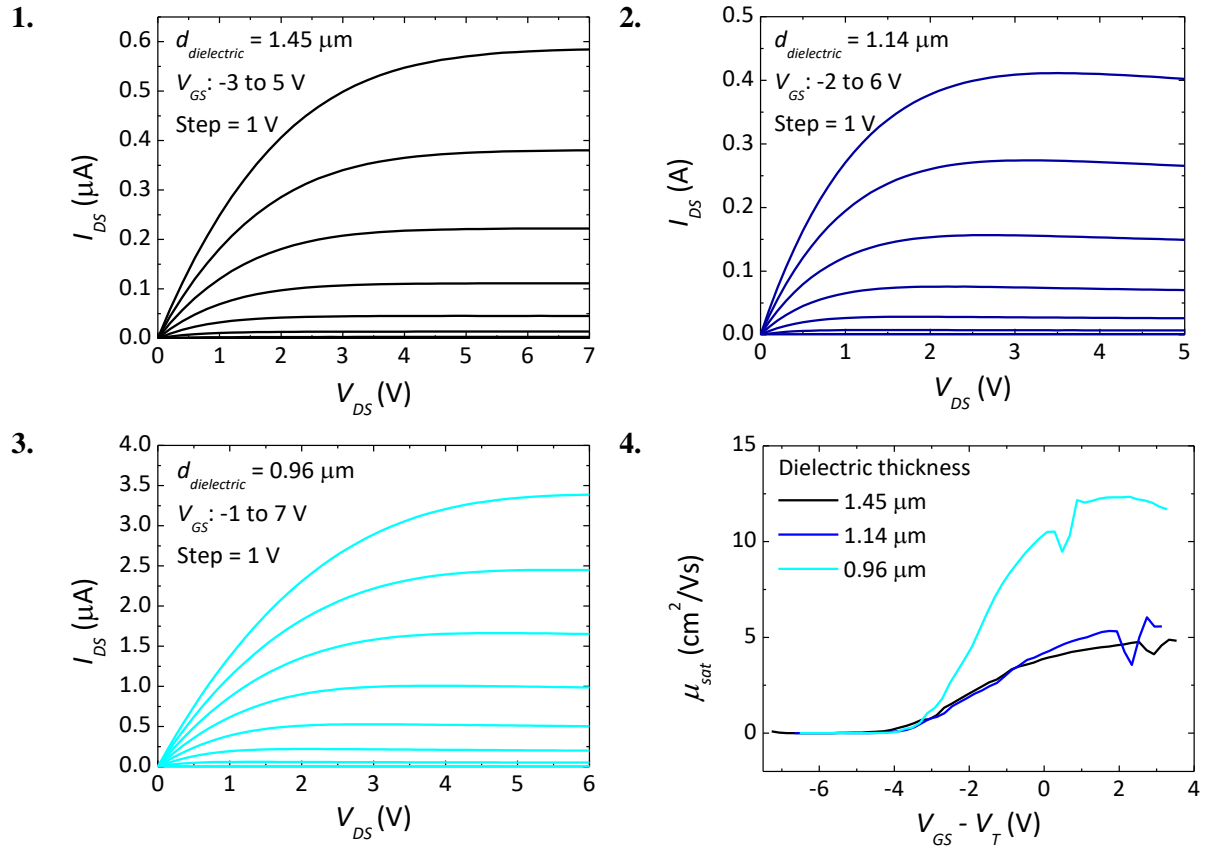 1.
d_dielectric = 1.45 μm
V_GS: -3 to 5 V
Step = 1 V
0.6
0.5
0.4
0.3
0.2
0.1
0.0
I_DS (μA)
0 1 2 3 4 5 6 7
V_DS (V)
2.
d_dielectric = 1.14 μm
V_GS: -2 to 6 V
Step = 1 V
0.5
0.4
0.3
0.2
0.1
0.0
I_DS (A)
0 1 2 3 4 5
V_DS (V)
3.
d_dielectric = 0.96 μm
V_GS: -1 to 7 V
Step = 1 V
4.0
3.5
3.0
2.5
2.0
1.5
1.0
0.5
0.0
I_DS (μA)
0 1 2 3 4 5 6
V_DS (V)
4.
Dielectric thickness
1.45 μm
1.14 μm
0.96 μm
15
10
5
0
μ_sat (cm²/Vs)
-6 -4 -2 0 2 4
V_GS - V_T (V)